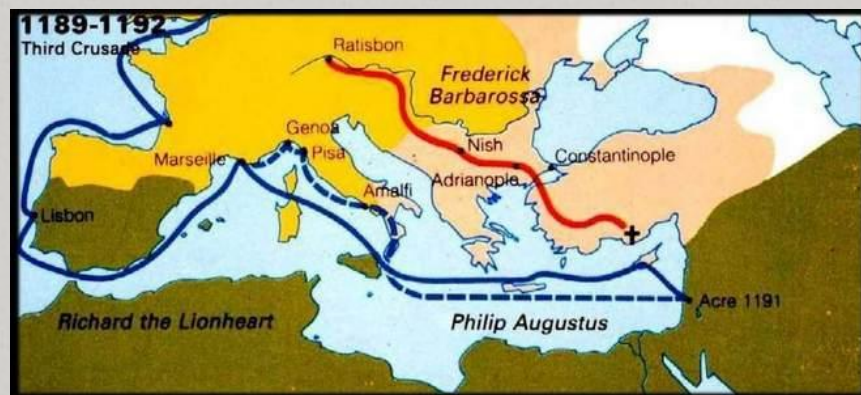 1189-1192
Third Crusade
Ratisbon
Frederick
Barbarossa
Genoa
Marseille
Pisa
Nish
Constantinople
Adrianople
Amalfi
Lisbon
Acre 1191
Richard the Lionheart
Philip Augustus